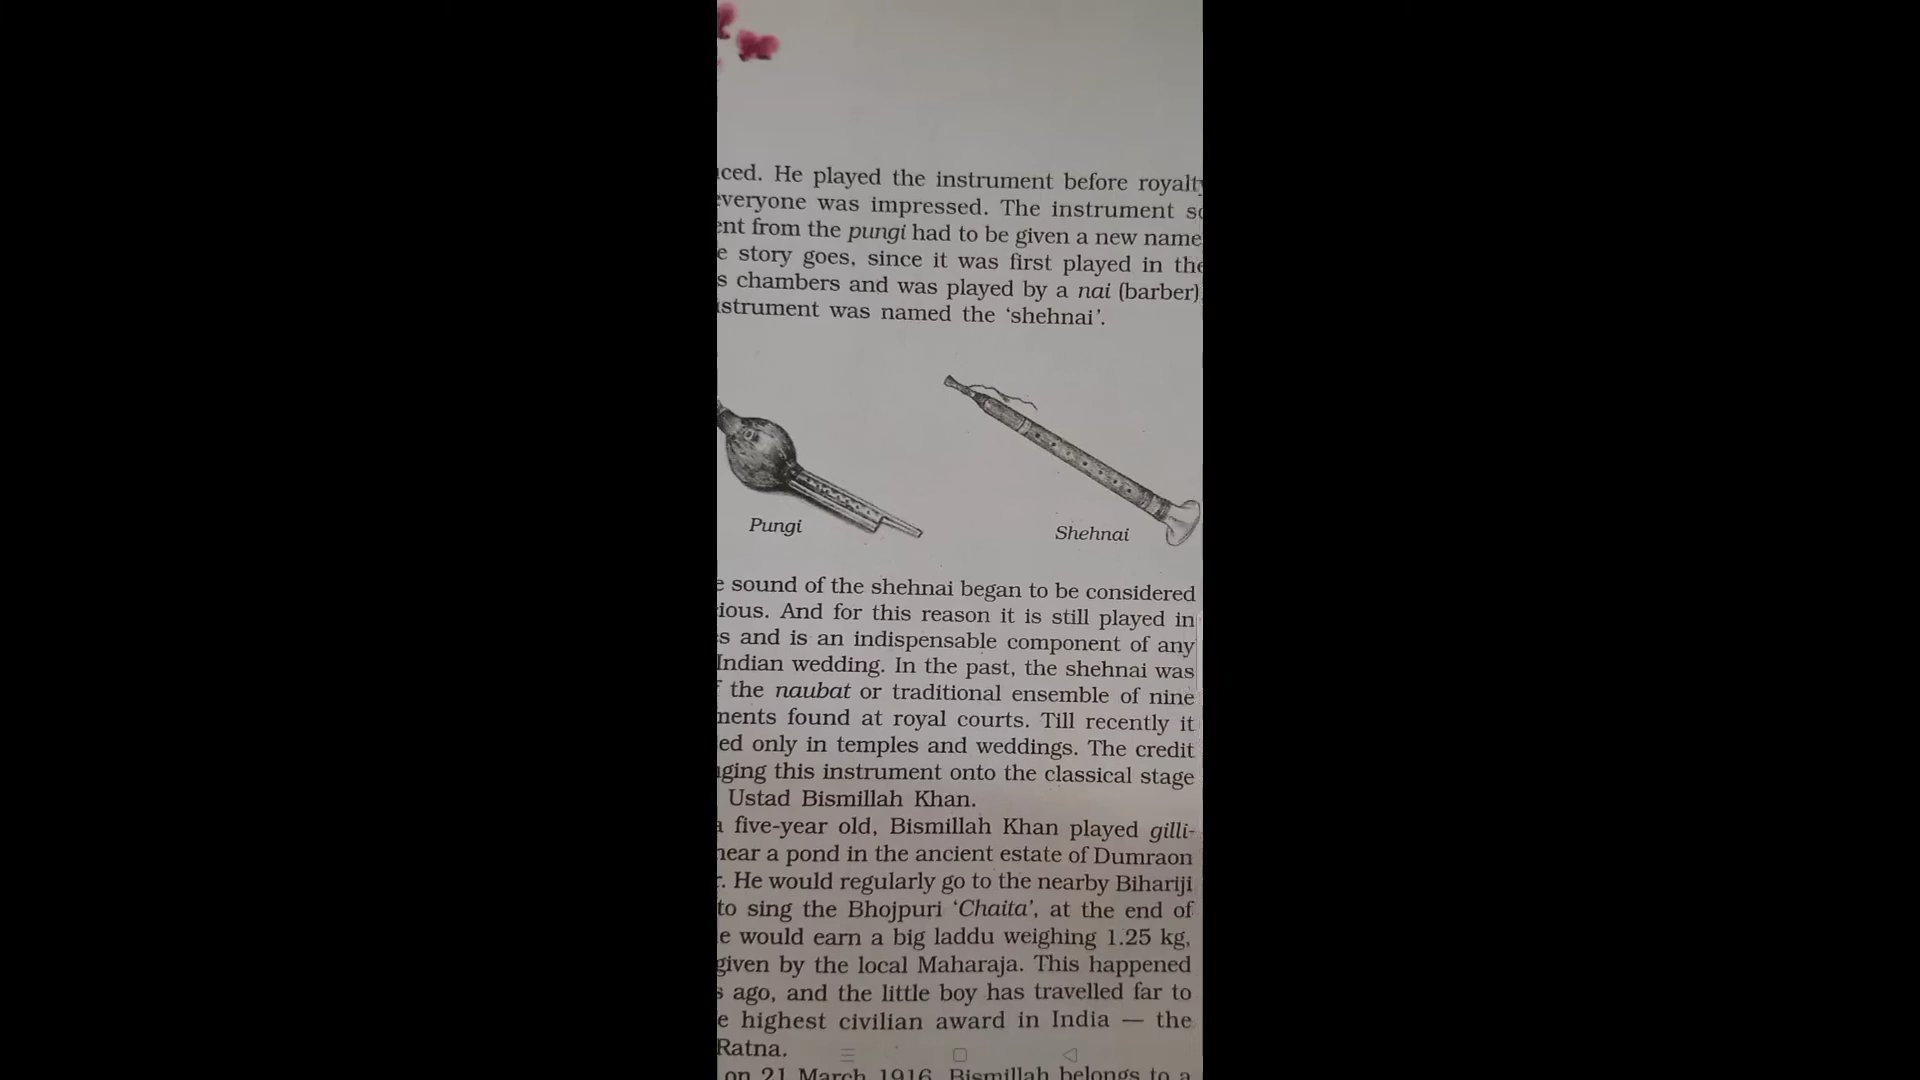 ced. He played the instrument before royalty
everyone was impressed. The instrument so
ent from the pungi had to be given a new name
e story goes, since it was first played in the
s chambers and was played by a nai (barber)
strument was named the ‘shehnai’.
Pungi
Shehnai
e sound of the shehnai began to be considered
ious. And for this reason it is still played in
s and is an indispensable component of any
Indian wedding. In the past, the shehnai was
f the naubat or traditional ensemble of nine
ments found at royal courts. Till recently it
ed only in temples and weddings. The credit
ging this instrument onto the classical stage
Ustad Bismillah Khan.
a five-year old, Bismillah Khan played gilli-
near a pond in the ancient estate of Dumraon
r. He would regularly go to the nearby Bihariji
to sing the Bhojpuri ‘Chaita’, at the end of
e would earn a big laddu weighing 1.25 kg,
given by the local Maharaja. This happened
s ago, and the little boy has travelled far to
e highest civilian award in India — the
Ratna.
on 21 March 1916, Bismillah belongs to a